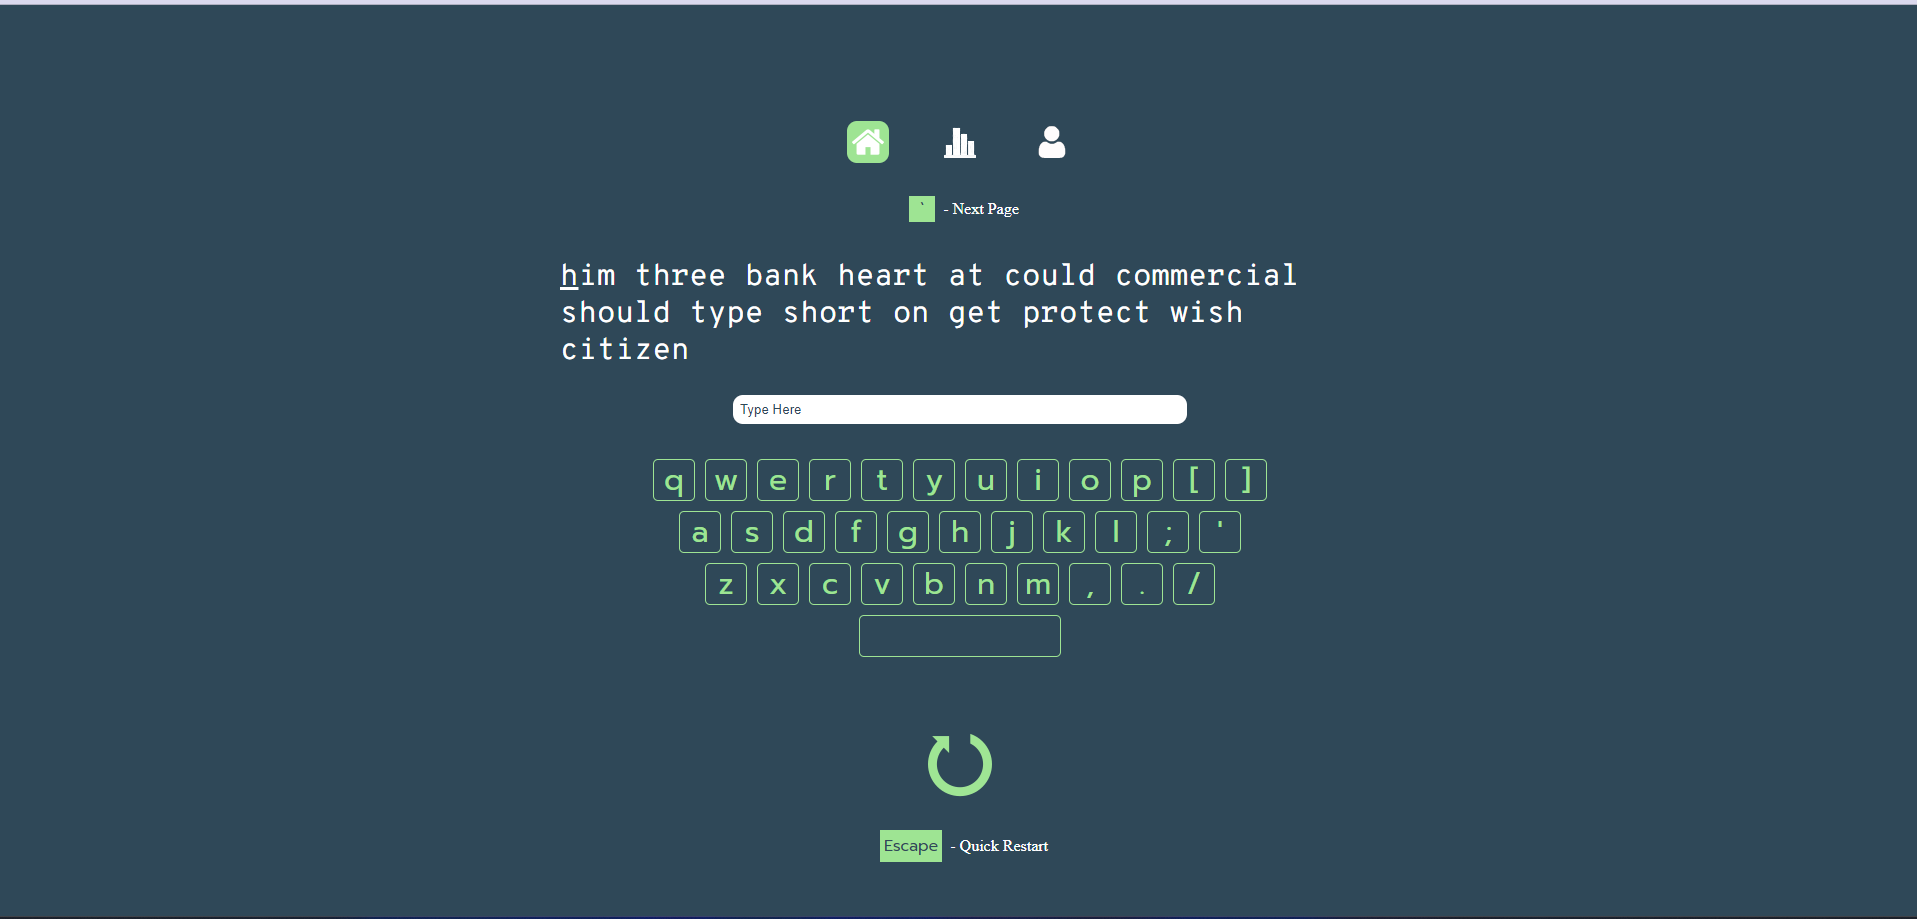 ` - Next Page
him three bank heart at could commercial
should type short on get protect wish
citizen
Type Here
q w e r t y u i o p [ ]
a s d f g h j k l ; '
z x c v b n m , . /
Escape - Quick Restart